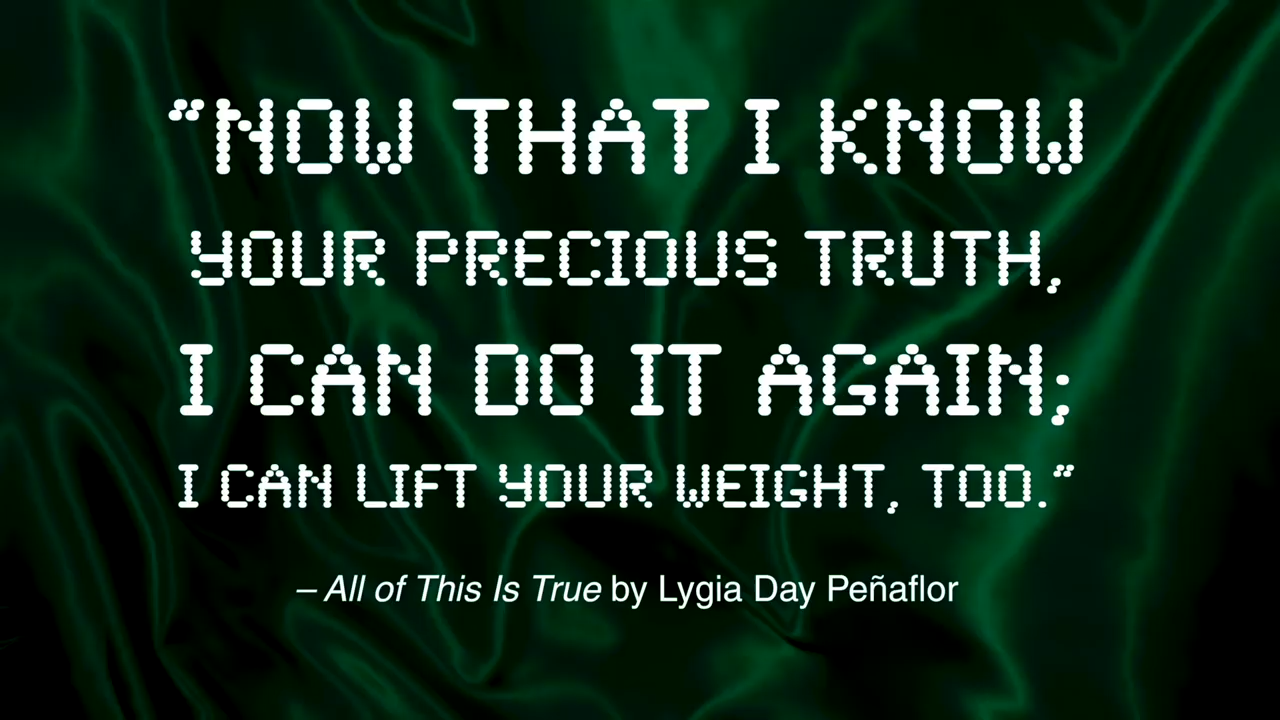 “NOW THAT I KNOW
YOUR PRECIOUS TRUTH,
I CAN DO IT AGAIN;
I CAN LIFT YOUR WEIGHT, TOO.”
– All of This Is True by Lygia Day Peñaflor